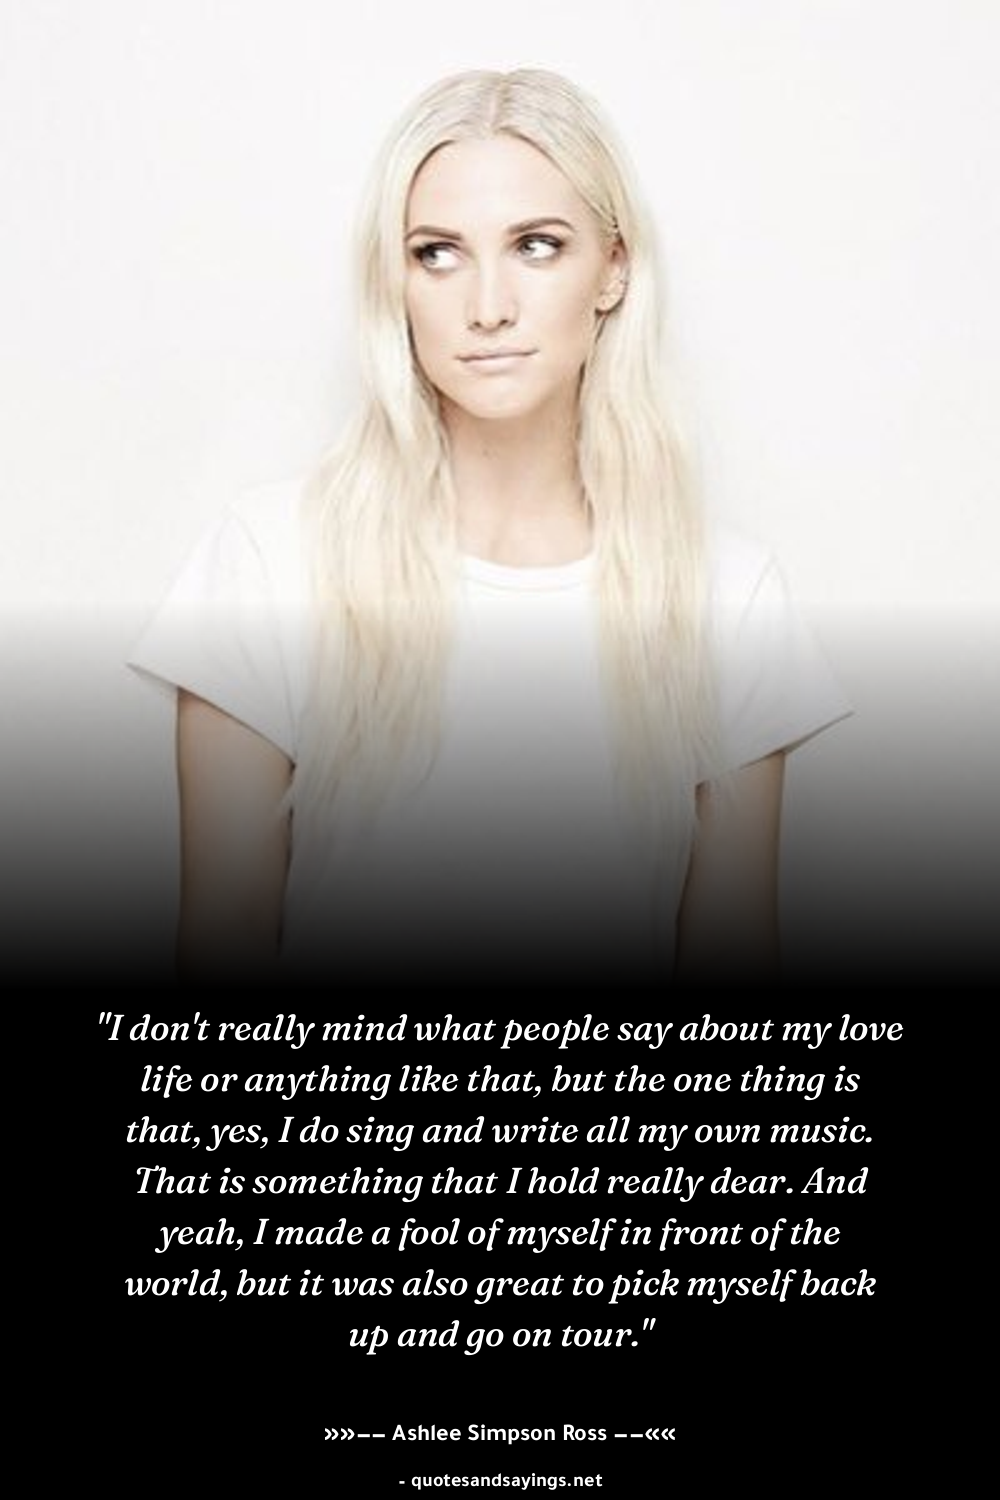 "I don't really mind what people say about my love
life or anything like that, but the one thing is
that, yes, I do sing and write all my own music.
That is something that I hold really dear. And
yeah, I made a fool of myself in front of the
world, but it was also great to pick myself back
up and go on tour."
»»–– Ashlee Simpson Ross ––««
- quotesandsayings.net